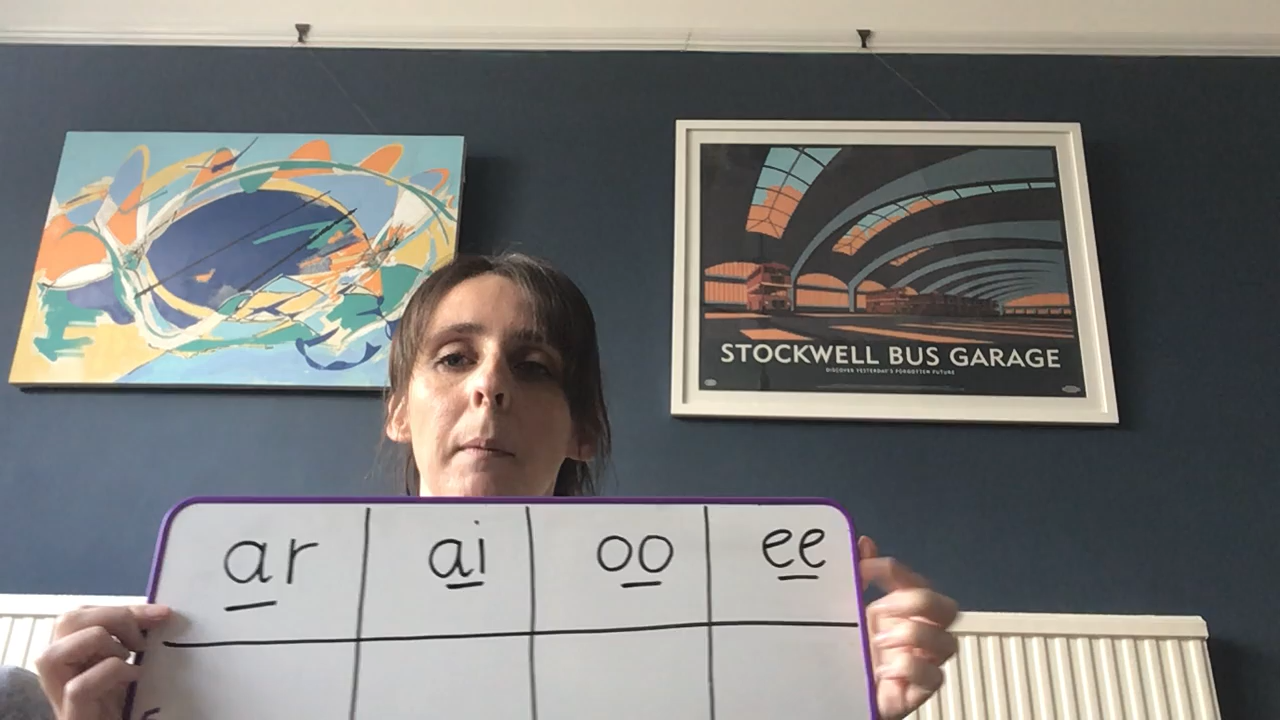 STOCKWELL BUS GARAGE
DISCOVER YESTERDAY'S FORGOTTEN FUTURE
ar ai oo ee